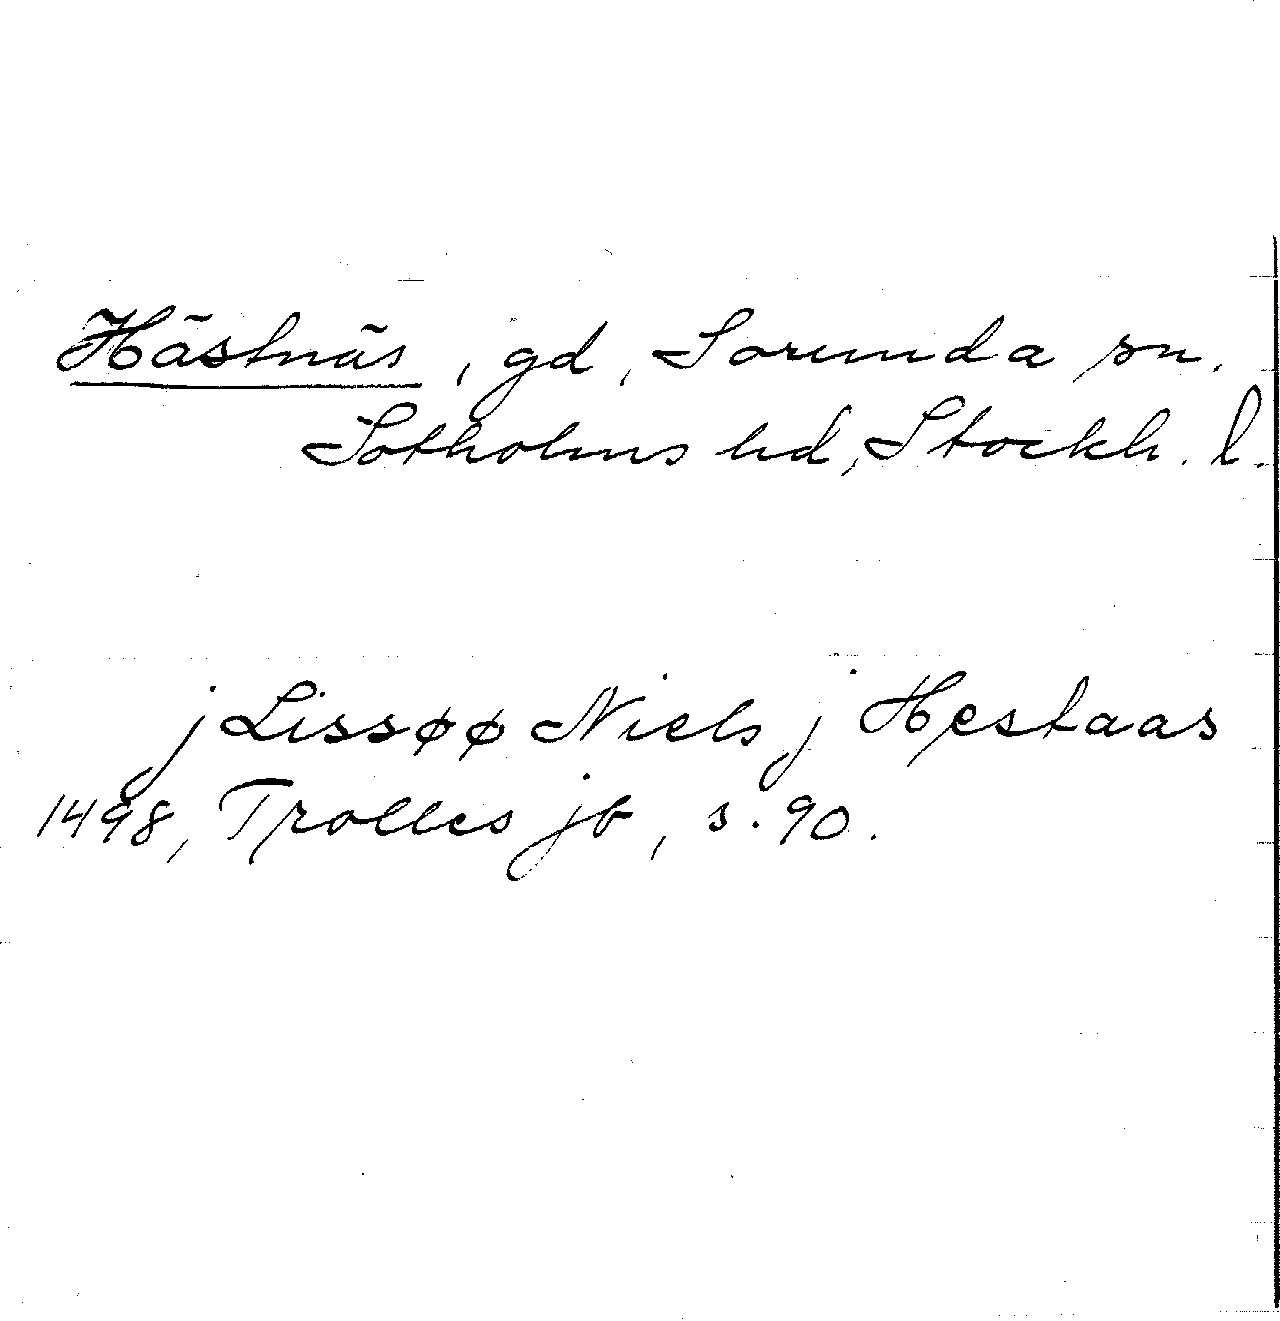 Hästnäs, gd, Sorunda sn.
Sotholms hd, Stockh. l.
j Lissøø Niels j Hestaas
1498, Trolles jb, s. 90.